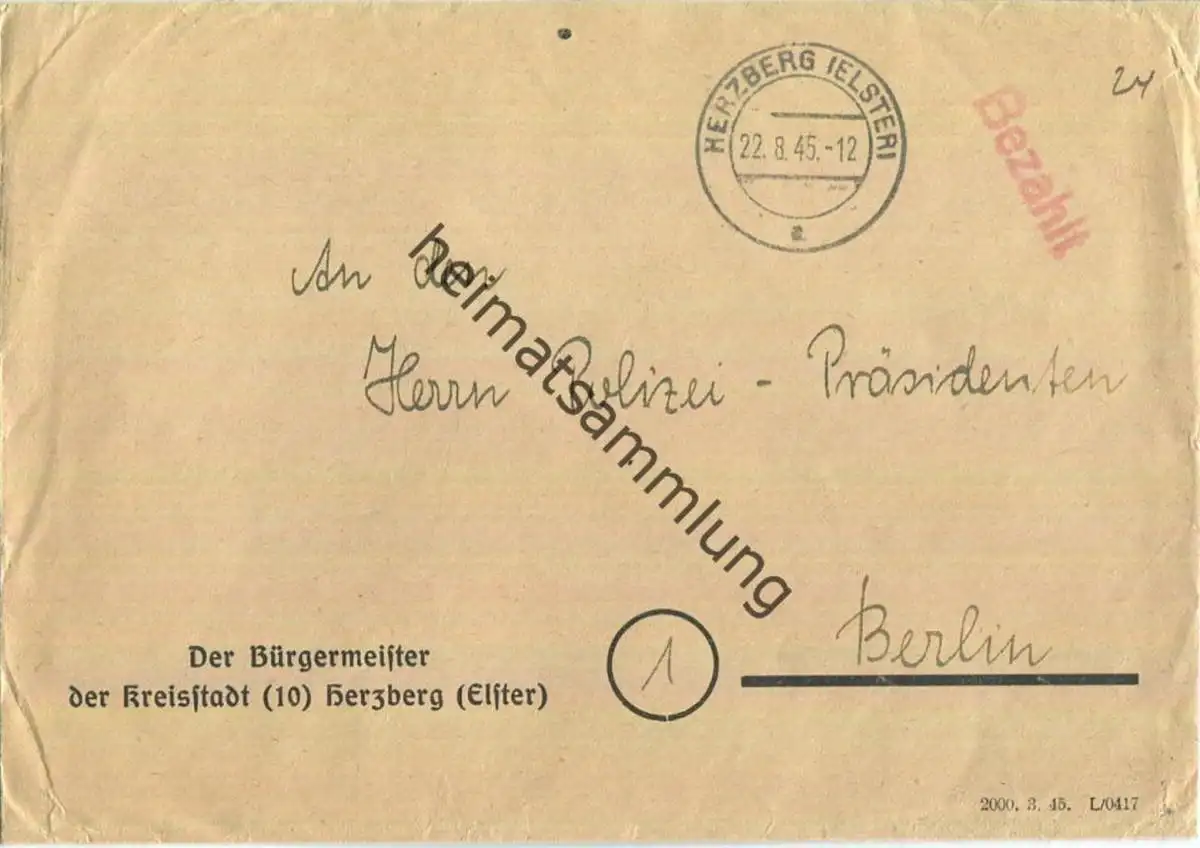 HERZBERG (ELSTER)
22. 8. 45.-12
a
Bezahlt
24
An den
Herrn Polizei - Präsidenten
heimatsammlung
Berlin
1
Der Bürgermeiſter
der Kreisſtadt (10) Herzberg (Elſter)
2000. 3. 45. L/0417